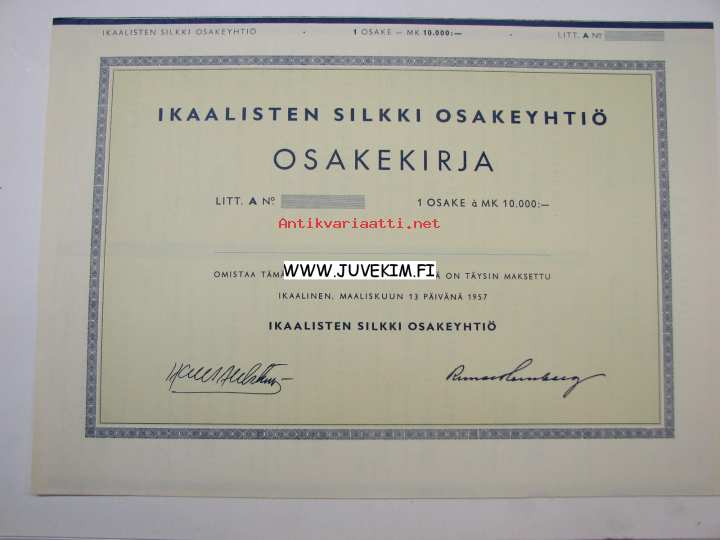 IKAALISTEN SILKKI OSAKEYHTIÖ 1 OSAKE — MK 10.000:— LITT. A Nº
IKAALISTEN SILKKI OSAKEYHTIÖ
OSAKEKIRJA
LITT. A Nº. 1 OSAKE à MK 10.000:—
Antikvariaatti.net
OMISTAA ON TÄYSIN MAKSETTU
WWW.JUVEKIM.FI
IKAALINEN, MAALISKUUN 13 PÄIVÄNÄ 1957
IKAALISTEN SILKKI OSAKEYHTIÖ